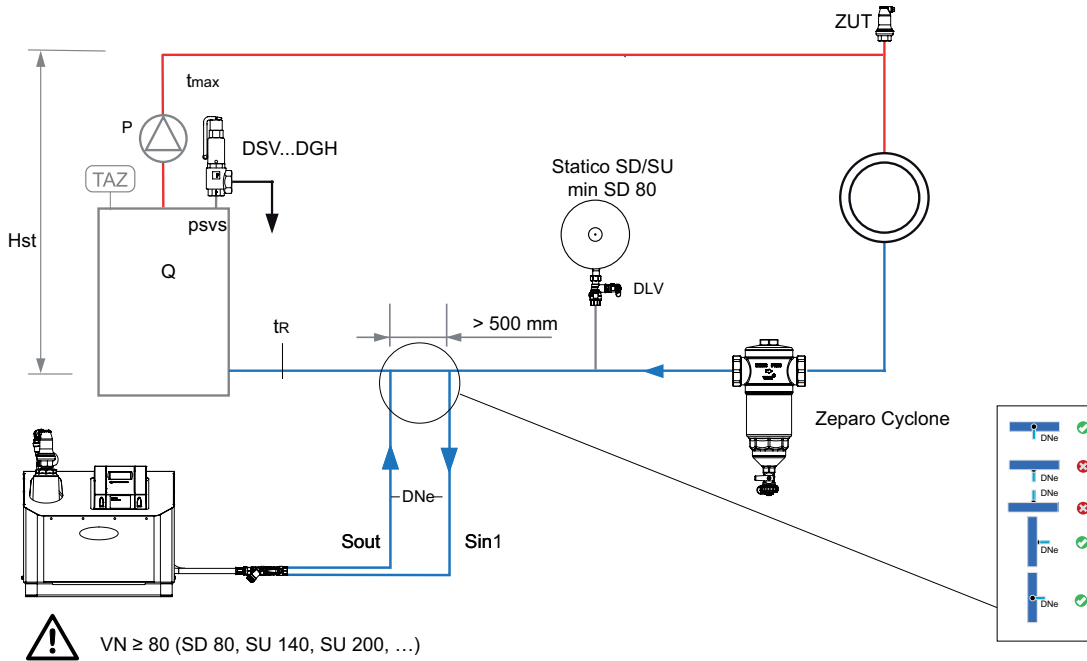 ZUT
tmax
P
DSV...DGH
TAZ
Statico SD/SU
min SD 80
psvs
Hst
Q
DLV
> 500 mm
tR
Zeparo Cyclone
DNe
DNe
DNe
DNe
DNe
DNe
Sout
Sin1
VN ≥ 80 (SD 80, SU 140, SU 200, …)